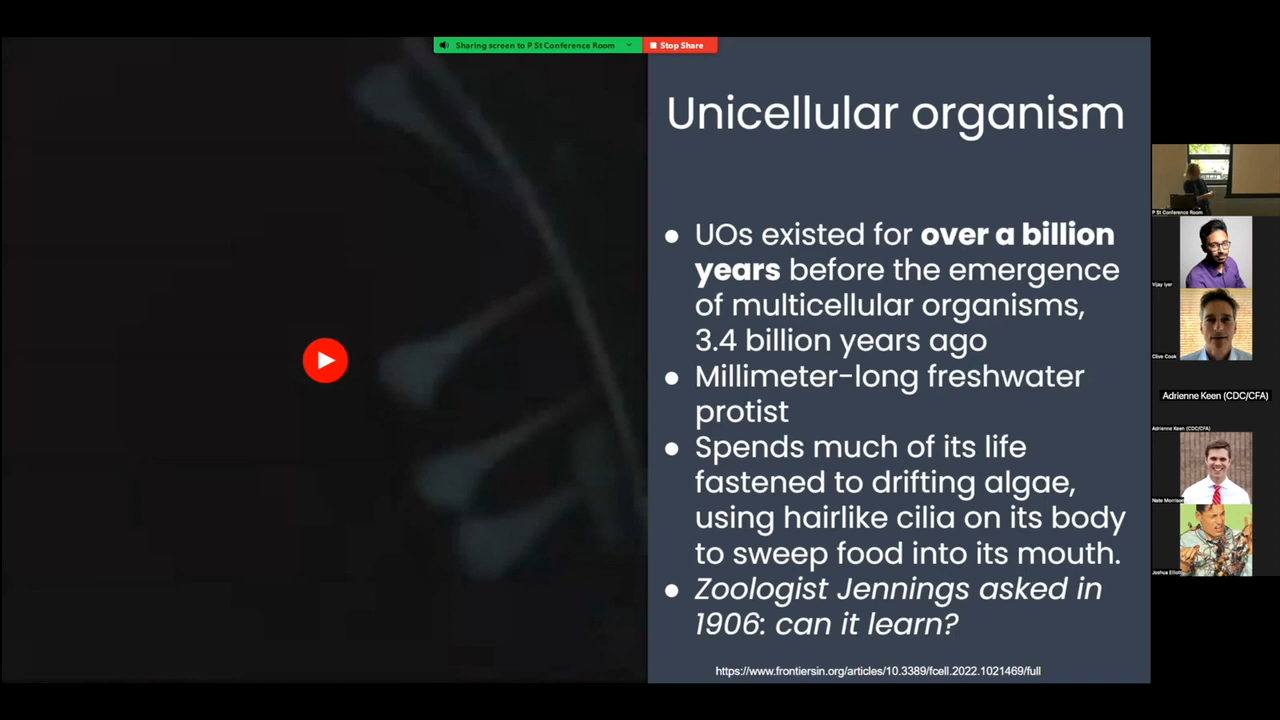 Sharing screen to P St Conference Room
Stop Share
Unicellular organism
● UOs existed for over a billion
years before the emergence
of multicellular organisms,
3.4 billion years ago
● Millimeter-long freshwater
protist
● Spends much of its life
fastened to drifting algae,
using hairlike cilia on its body
to sweep food into its mouth.
● Zoologist Jennings asked in
1906: can it learn?
https://www.frontiersin.org/articles/10.3389/fcell.2022.1021469/full
P St Conference Room
Vijay Iyer
Clive Cook
Adrienne Keen (CDC/CFA)
Adrienne Keen (CDC/CFA)
Nate Morrison
Joshua Elliott